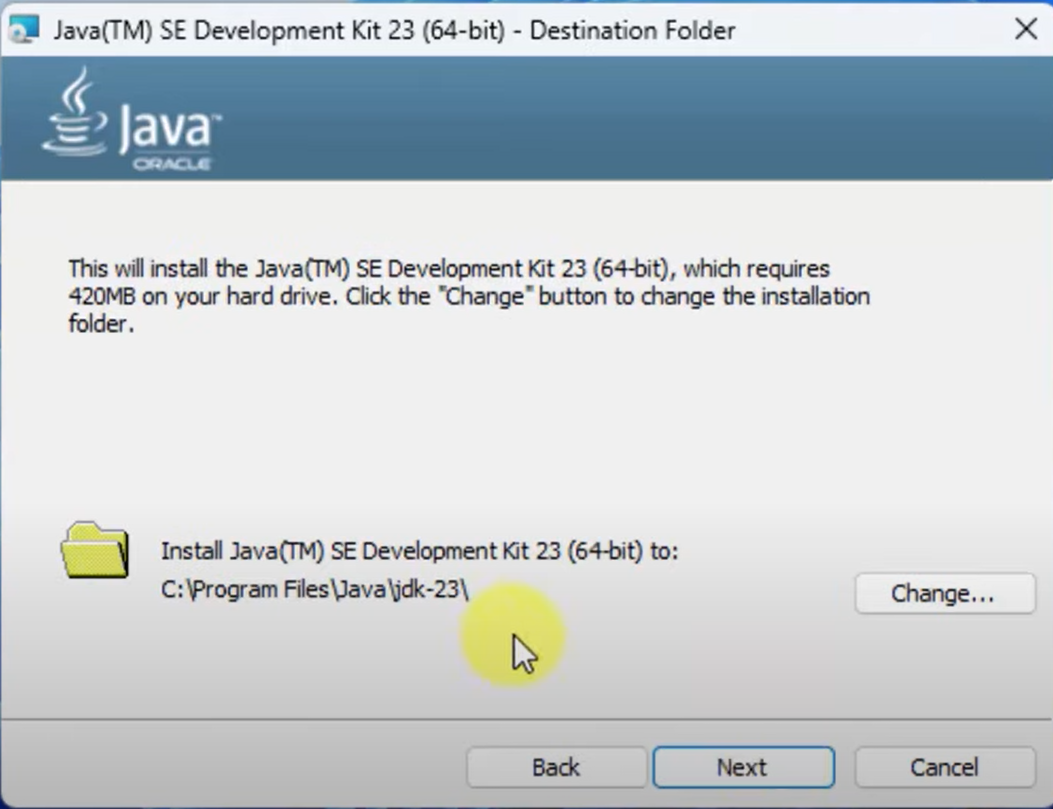 Java(TM) SE Development Kit 23 (64-bit) - Destination Folder
Java™
ORACLE
This will install the Java(TM) SE Development Kit 23 (64-bit), which requires
420MB on your hard drive. Click the "Change" button to change the installation
folder.
Install Java(TM) SE Development Kit 23 (64-bit) to:
C:\Program Files\Java\jdk-23\
Change...
Back
Next
Cancel